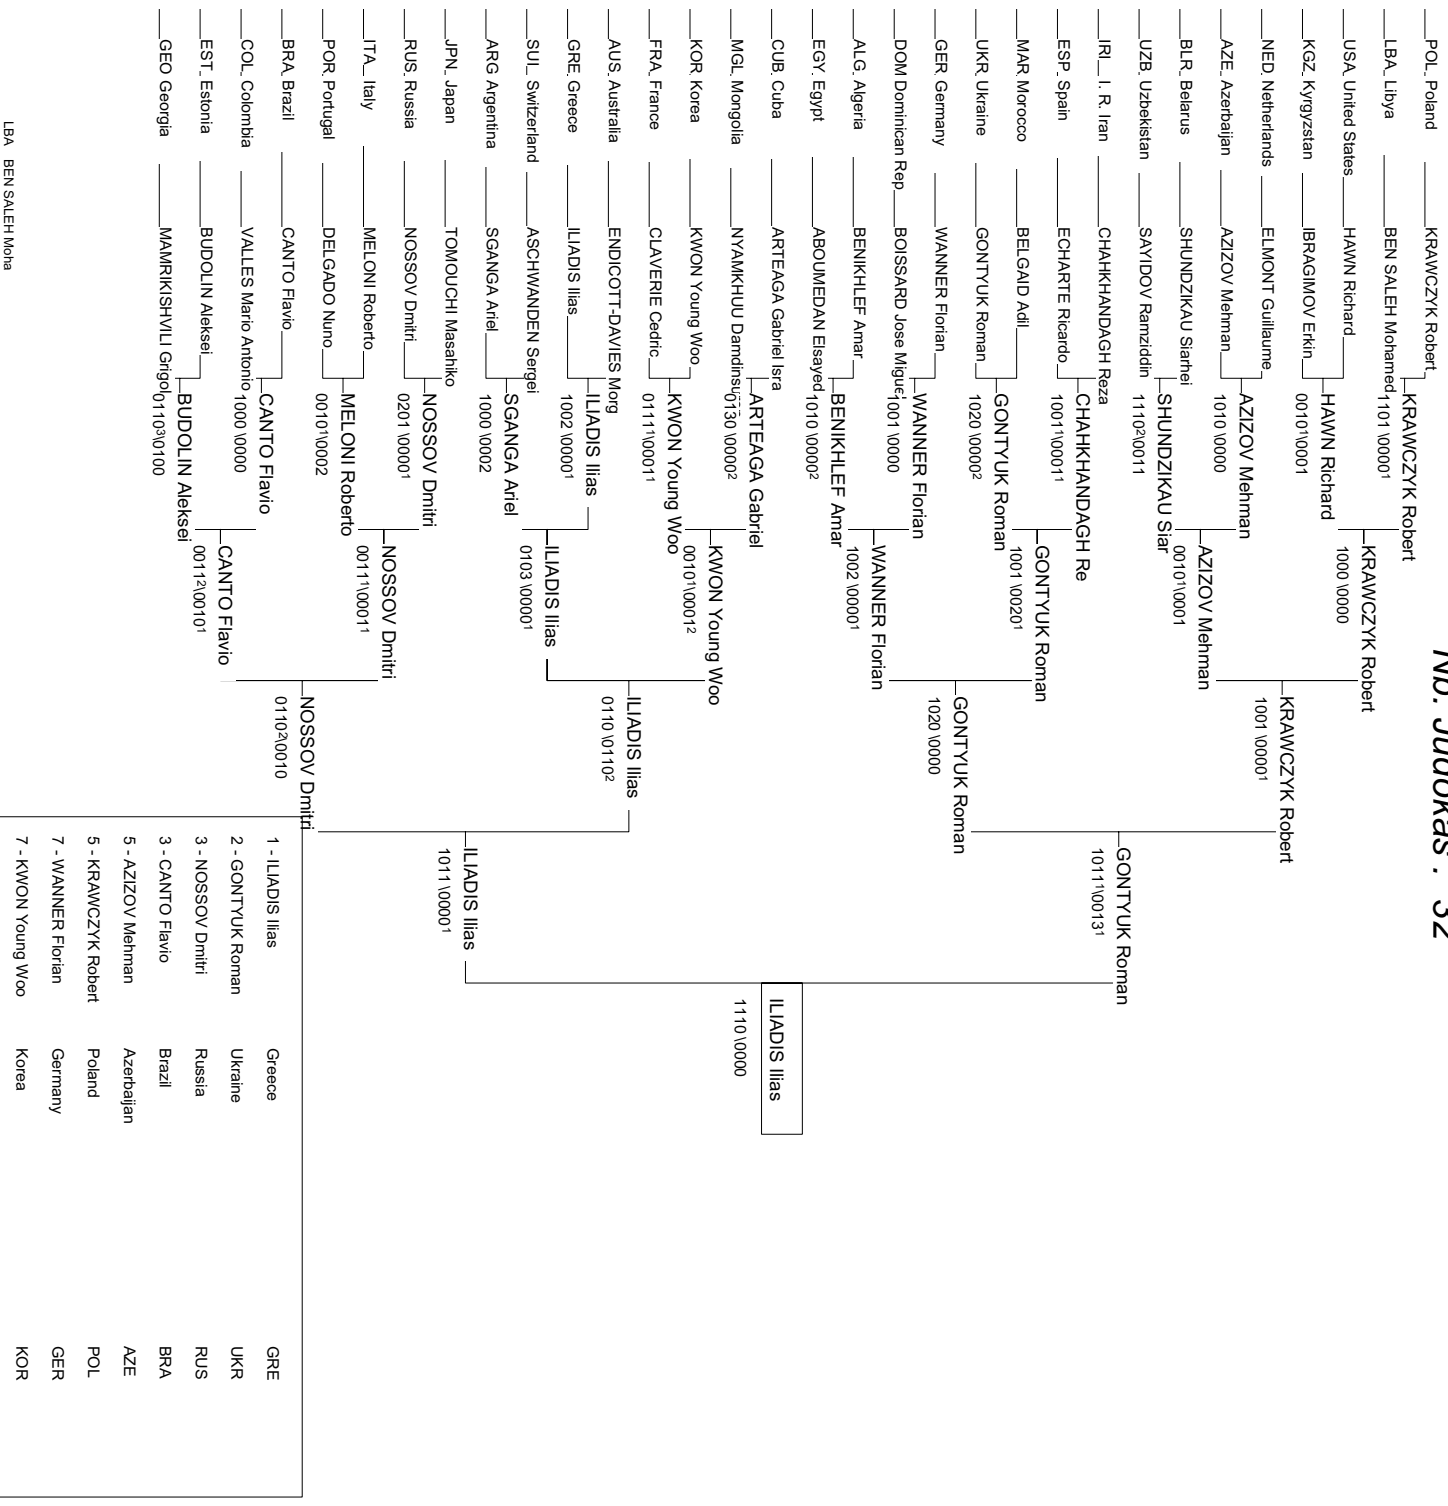 Nb. Judokas : 32
POL Poland KRAWCZYK Robert
LBA Libya BEN SALEH Mohamed
USA United States HAWN Richard
KGZ Kyrgyzstan IBRAGIMOV Erkin
NED Netherlands ELMONT Guillaume
AZE Azerbaijan AZIZOV Mehman
BLR Belarus SHUNDZIKAU Siarhei
UZB Uzbekistan SAYIDOV Ramziddin
IRI I. R. Iran CHAHKHANDAGH Reza
ESP Spain ECHARTE Ricardo
MAR Morocco BELGAID Adil
UKR Ukraine GONTYUK Roman
GER Germany WANNER Florian
DOM Dominican Rep BOISSARD Jose Miguel
ALG Algeria BENIKHLEF Amar
EGY Egypt ABOUMEDAN Elsayed
CUB Cuba ARTEAGA Gabriel Isra
MGL Mongolia NYAMKHUU Damdinsu
KOR Korea KWON Young Woo
FRA France CLAVERIE Cedric
AUS Australia ENDICOTT-DAVIES Morg
GRE Greece ILIADIS Ilias
SUI Switzerland ASCHWANDEN Sergei
ARG Argentina SGANGA Ariel
JPN Japan TOMOUCHI Masahiko
RUS Russia NOSSOV Dmitri
ITA Italy MELONI Roberto
POR Portugal DELGADO Nuno
BRA Brazil CANTO Flavio
COL Colombia VALLES Mario Antonio
EST Estonia BUDOLIN Aleksei
GEO Georgia MAMRIKISHVILI Grigol
KRAWCZYK Robert
1101 \0000¹
HAWN Richard
0010¹\0001
AZIZOV Mehman
1010 \0000
SHUNDZIKAU Siar
1110²\0011
CHAHKHANDAGH Re
1001¹\0001¹
GONTYUK Roman
1020 \0000²
WANNER Florian
1001 \0000
BENIKHLEF Amar
1010 \0000²
ARTEAGA Gabriel
0130 \0000²
KWON Young Woo
0111¹\0001¹
ILIADIS Ilias
1002 \0000¹
SGANGA Ariel
1000 \0002
NOSSOV Dmitri
0201 \0000¹
MELONI Roberto
0010¹\0002
CANTO Flavio
1000 \0000
BUDOLIN Aleksei
0110³\0100
KRAWCZYK Robert
1000 \0000
AZIZOV Mehman
0010¹\0001
GONTYUK Roman
1001 \0020¹
WANNER Florian
1002 \0000¹
KWON Young Woo
0010¹\0001²
ILIADIS Ilias
0103 \0000¹
NOSSOV Dmitri
0011¹\0001¹
CANTO Flavio
0011²\0010¹
KRAWCZYK Robert
1001 \0000¹
GONTYUK Roman
1020 \0000
ILIADIS Ilias
0110 \0110²
NOSSOV Dmitri
0110²\0010
GONTYUK Roman
1011¹\0013¹
ILIADIS Ilias
1011 \0000¹
ILIADIS Ilias
1110 \0000
1 - ILIADIS Ilias Greece GRE
2 - GONTYUK Roman Ukraine UKR
3 - NOSSOV Dmitri Russia RUS
3 - CANTO Flavio Brazil BRA
5 - AZIZOV Mehman Azerbaijan AZE
5 - KRAWCZYK Robert Poland POL
7 - WANNER Florian Germany GER
7 - KWON Young Woo Korea KOR
LBA BEN SALEH Moha